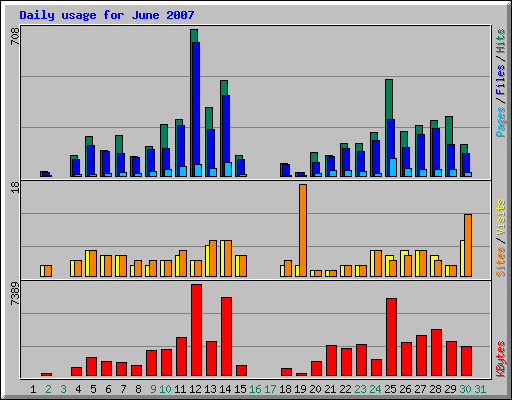 Daily usage for June 2007
708
Pages / Files / Hits
18
Sites / Visits
7389
KBytes
1 2 3 4 5 6 7 8 9 10 11 12 13 14 15 16 17 18 19 20 21 22 23 24 25 26 27 28 29 30 31